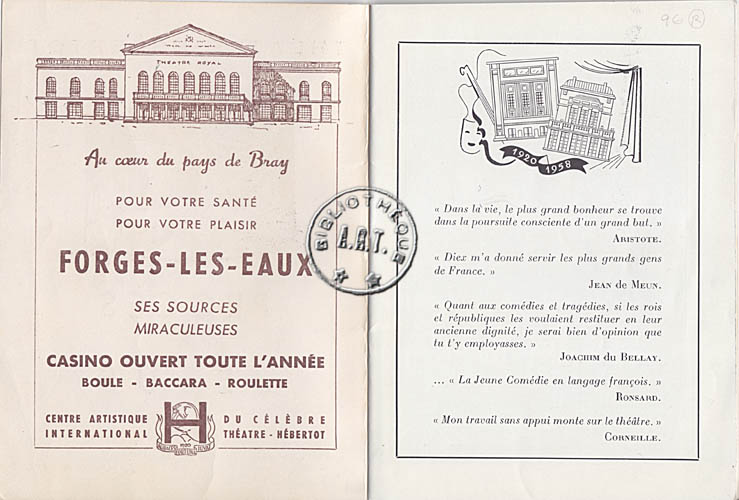 THEATRE ROYAL
Au cœur du pays de Bray
POUR VOTRE SANTÉ
POUR VOTRE PLAISIR
FORGES-LES-EAUX
SES SOURCES
MIRACULEUSES
CASINO OUVERT TOUTE L'ANNÉE
BOULE - BACCARA - ROULETTE
CENTRE ARTISTIQUE
INTERNATIONAL
H
DU CÉLÈBRE
THÉATRE - HÉBERTOT
BIBLIOTHÈQUE
A.R.T.
96 R
1920 1958
« Dans la vie, le plus grand bonheur se trouve
dans la poursuite consciente d'un grand but. »
ARISTOTE.
« Diex m'a donné servir les plus grands gens
de France. »
JEAN de MEUN.
« Quant aux comédies et tragédies, si les rois
et républiques les voulaient restituer en leur
ancienne dignité, je serai bien d'opinion que
tu t'y employasses. »
JOACHIM du BELLAY.
... « La Jeune Comédie en langage françois. »
RONSARD.
« Mon travail sans appui monte sur le théâtre. »
CORNEILLE.